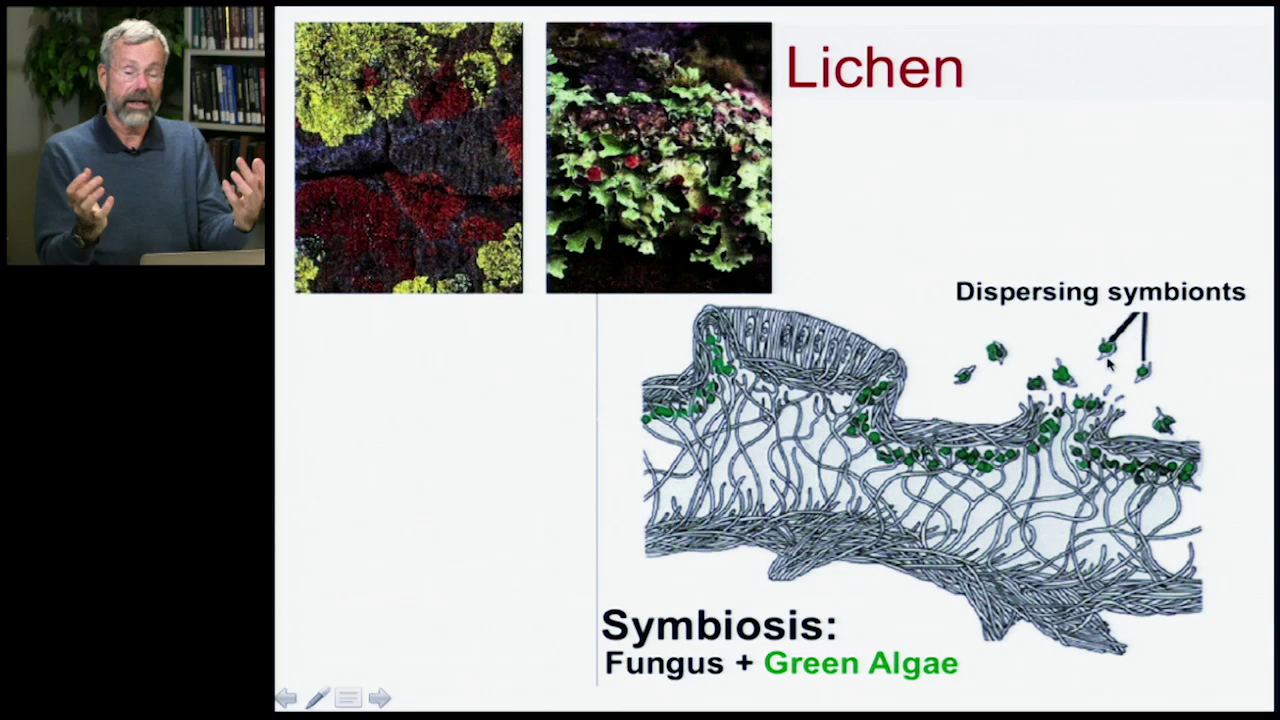 Lichen
Dispersing symbionts
Symbiosis:
Fungus + Green Algae